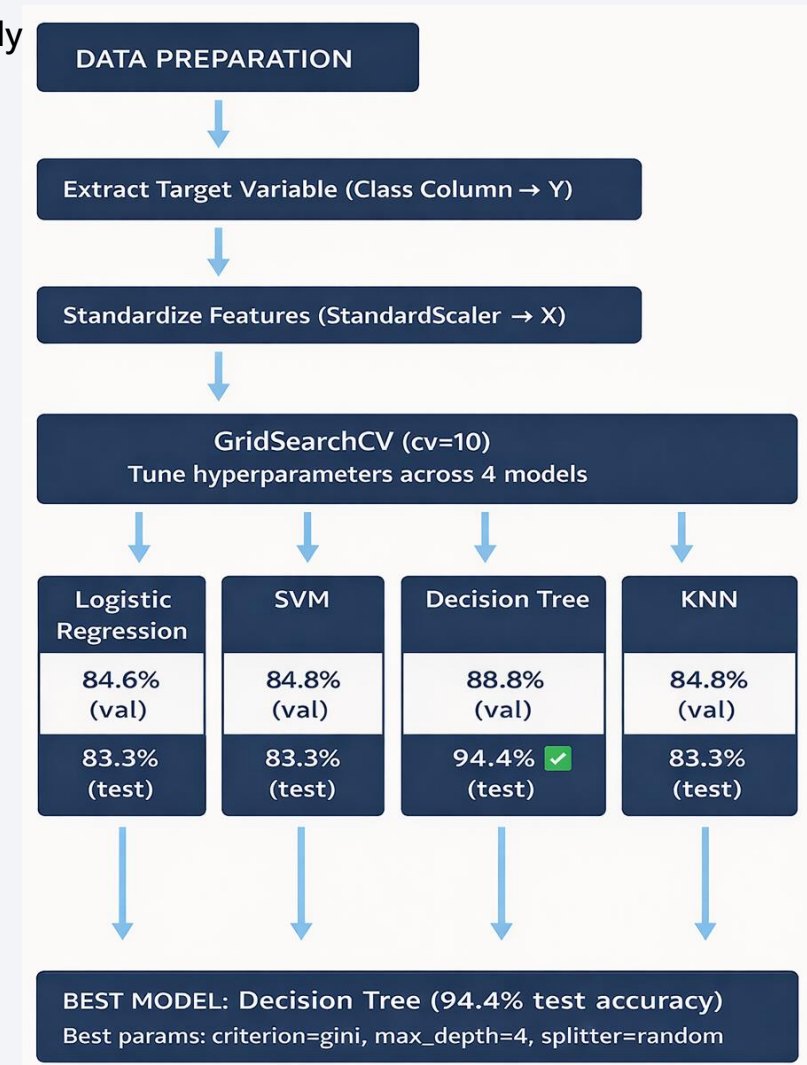 DATA PREPARATION
Extract Target Variable (Class Column → Y)
Standardize Features (StandardScaler → X)
GridSearchCV (cv=10)
Tune hyperparameters across 4 models
Logistic
Regression
84.6%
(val)
83.3%
(test)
SVM
84.8%
(val)
83.3%
(test)
Decision Tree
88.8%
(val)
94.4% ✅
(test)
KNN
84.8%
(val)
83.3%
(test)
BEST MODEL: Decision Tree (94.4% test accuracy)
Best params: criterion=gini, max_depth=4, splitter=random